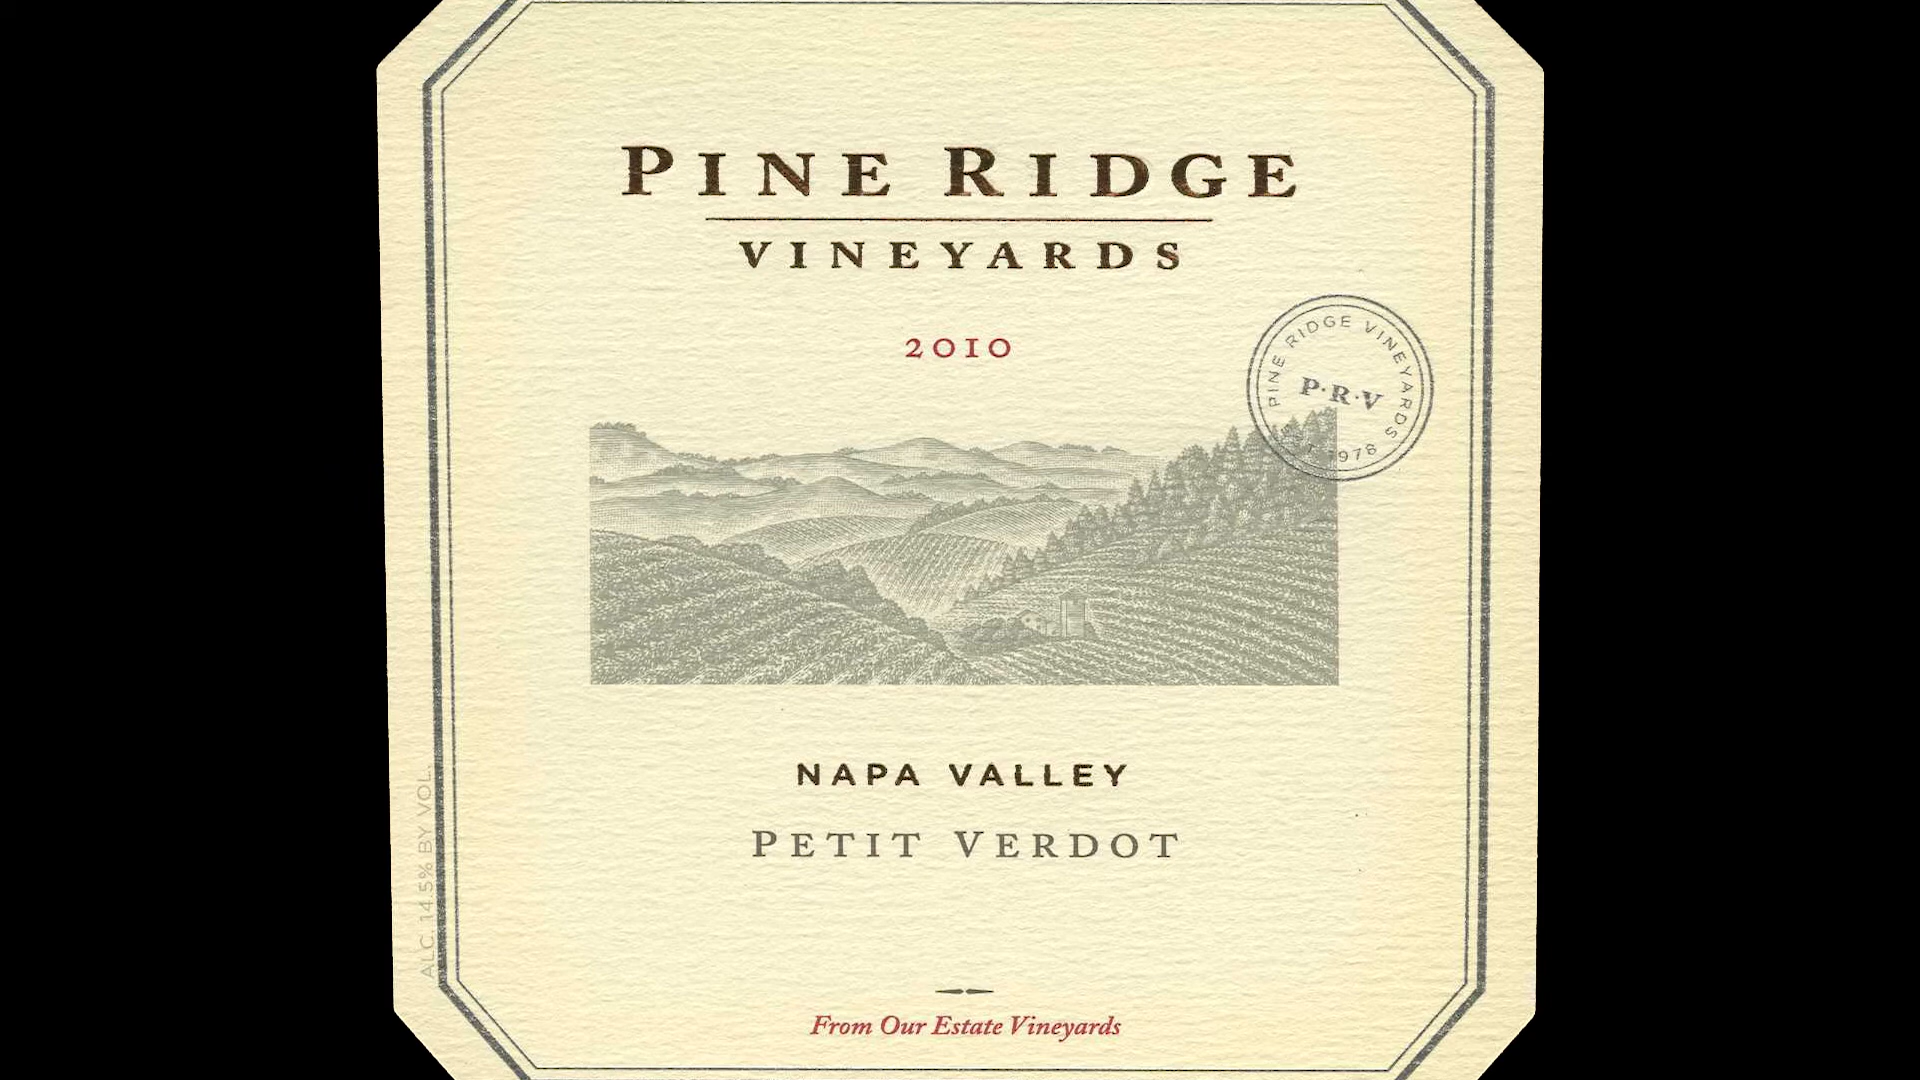 PINE RIDGE
VINEYARDS
2010
PINE RIDGE VINEYARDS
P·R·V
1978
NAPA VALLEY
PETIT VERDOT
From Our Estate Vineyards
ALC. 14.5% BY VOL.